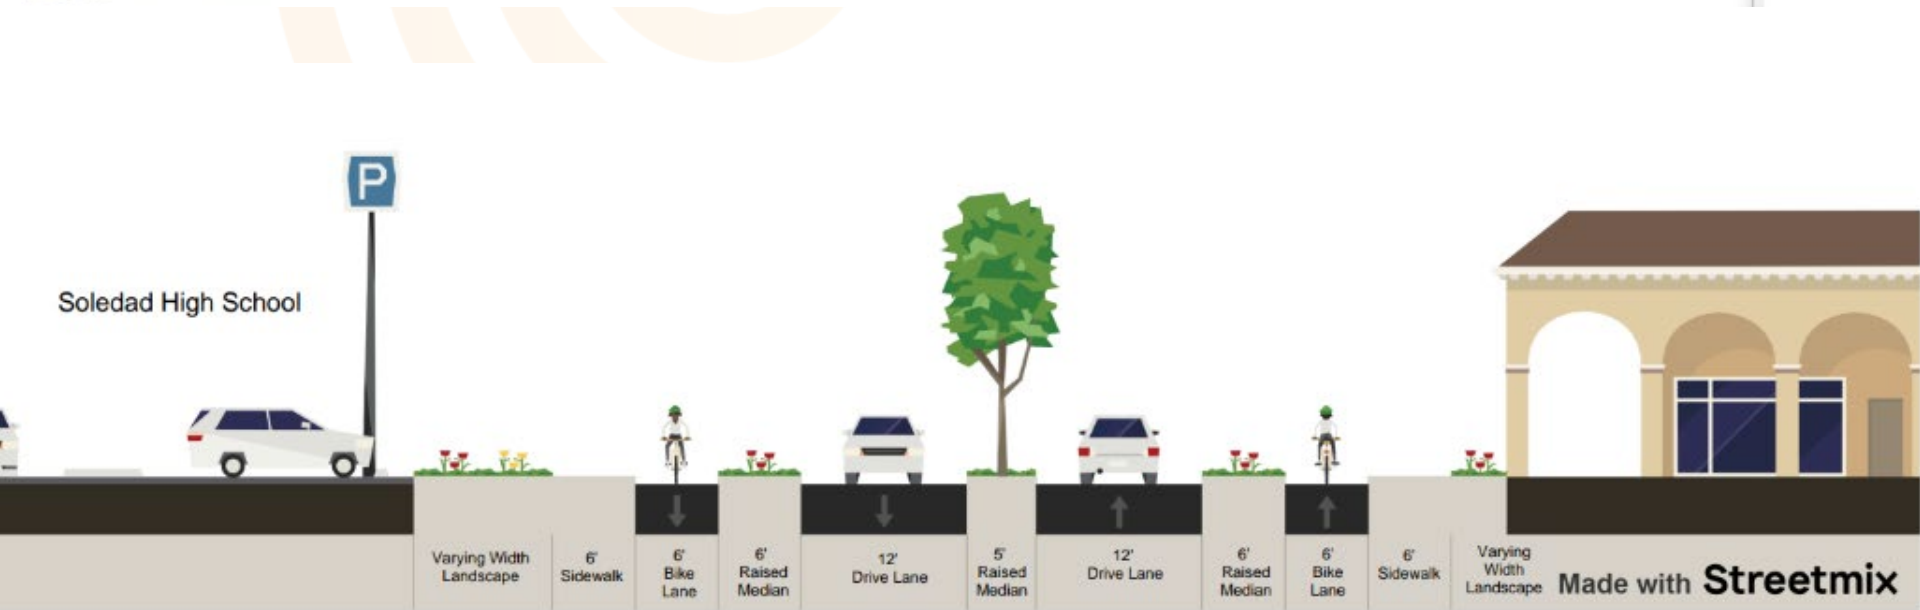 P
Soledad High School
Varying Width
Landscape
6'
Sidewalk
6'
Bike
Lane
6'
Raised
Median
12'
Drive Lane
5'
Raised
Median
12'
Drive Lane
6'
Raised
Median
6'
Bike
Lane
6'
Sidewalk
Varying
Width
Landscape
Made with Streetmix